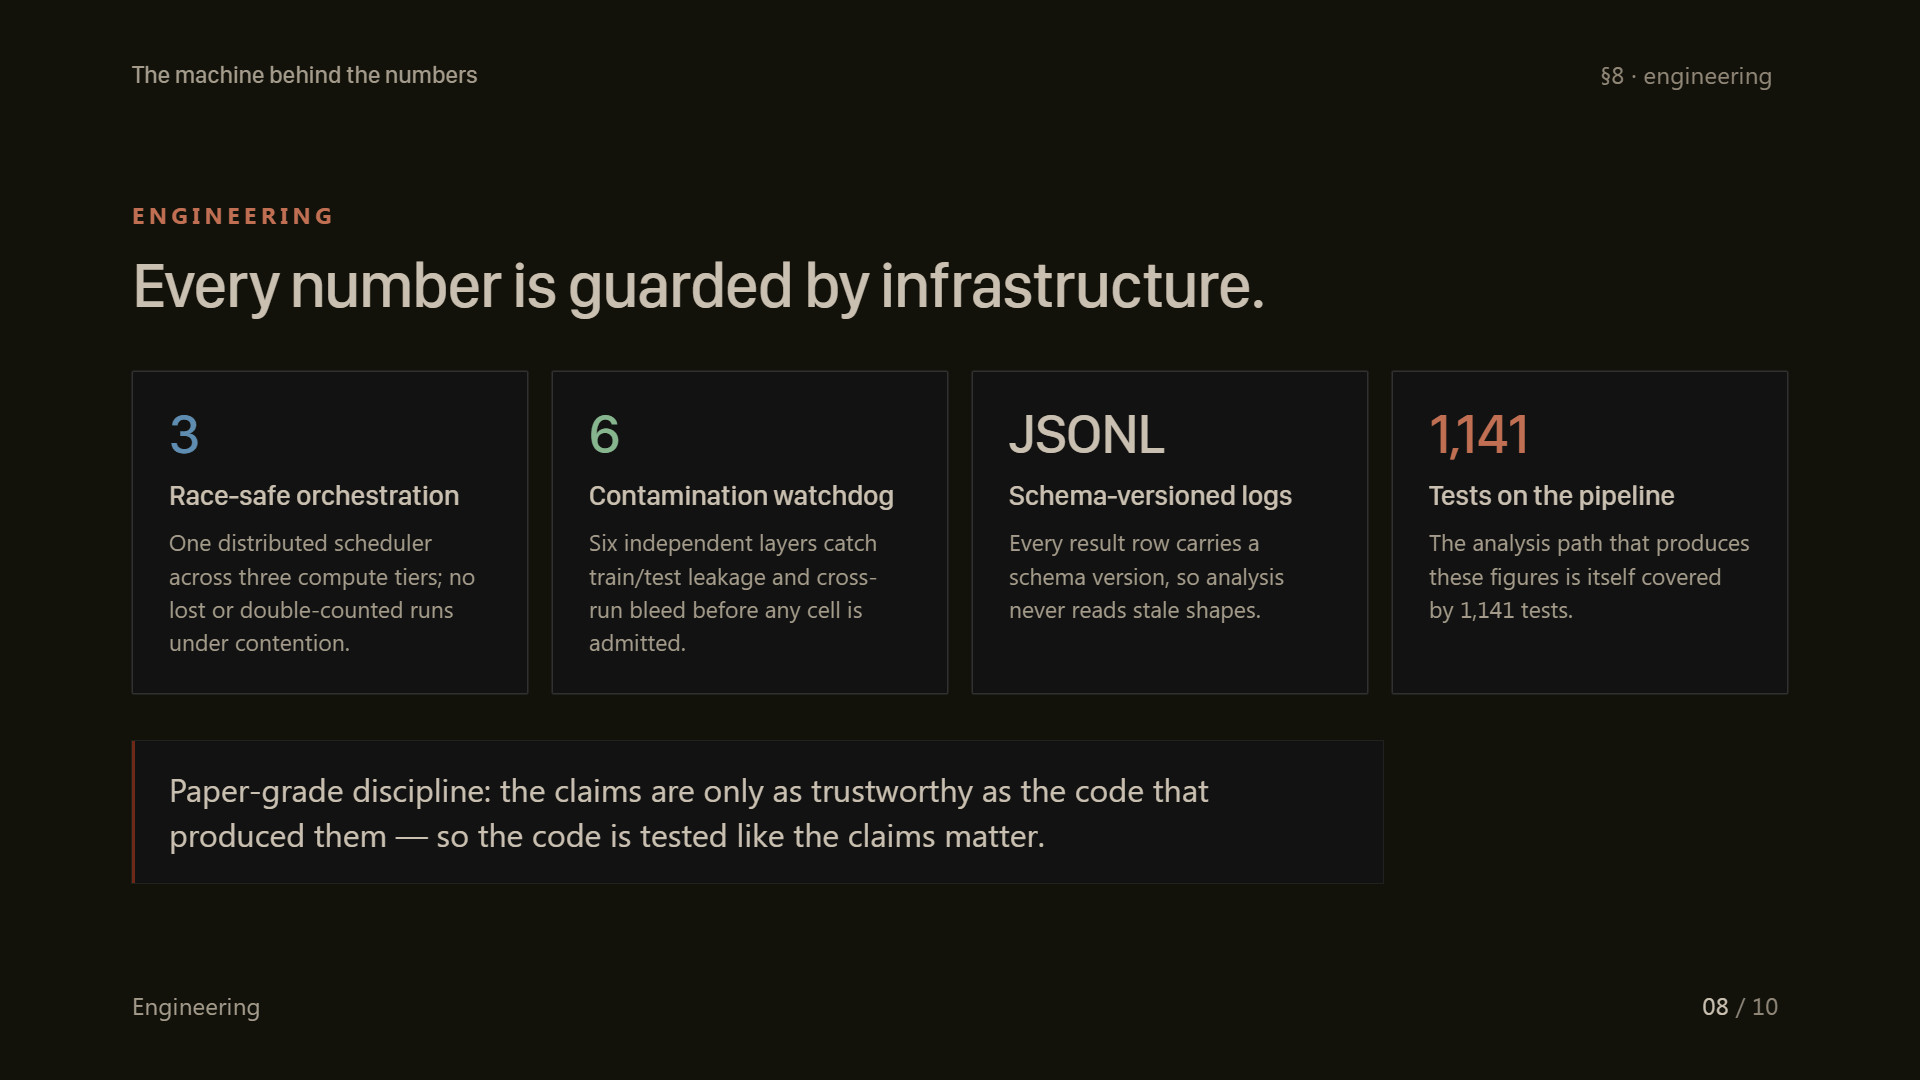 The machine behind the numbers
§8 · engineering
ENGINEERING
Every number is guarded by infrastructure.
3
Race-safe orchestration
One distributed scheduler
across three compute tiers; no
lost or double-counted runs
under contention.
6
Contamination watchdog
Six independent layers catch
train/test leakage and cross-
run bleed before any cell is
admitted.
JSONL
Schema-versioned logs
Every result row carries a
schema version, so analysis
never reads stale shapes.
1,141
Tests on the pipeline
The analysis path that produces
these figures is itself covered
by 1,141 tests.
Paper-grade discipline: the claims are only as trustworthy as the code that
produced them — so the code is tested like the claims matter.
Engineering
08 / 10